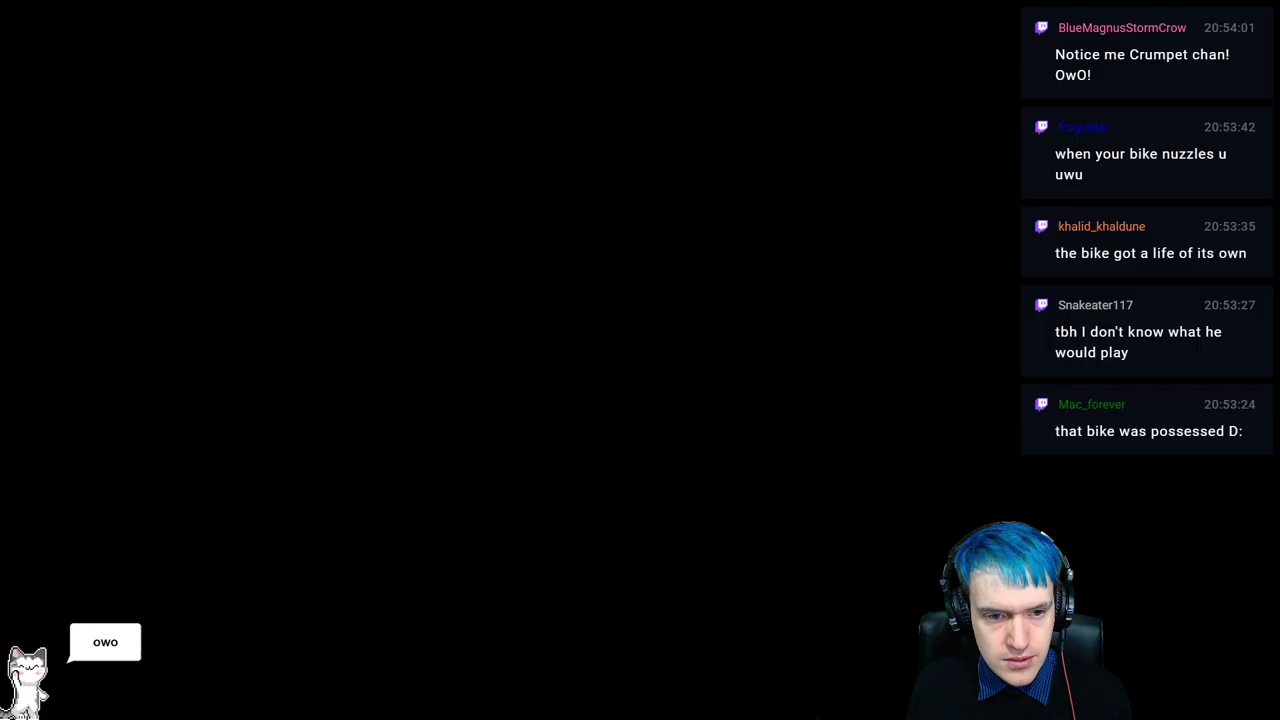 BlueMagnusStormCrow 20:54:01
Notice me Crumpet chan!
OwO!
frogradar 20:53:42
when your bike nuzzles u
uwu
khalid_khaldune 20:53:35
the bike got a life of its own
Snakeater117 20:53:27
tbh I don't know what he
would play
Mac_forever 20:53:24
that bike was possessed D:
owo